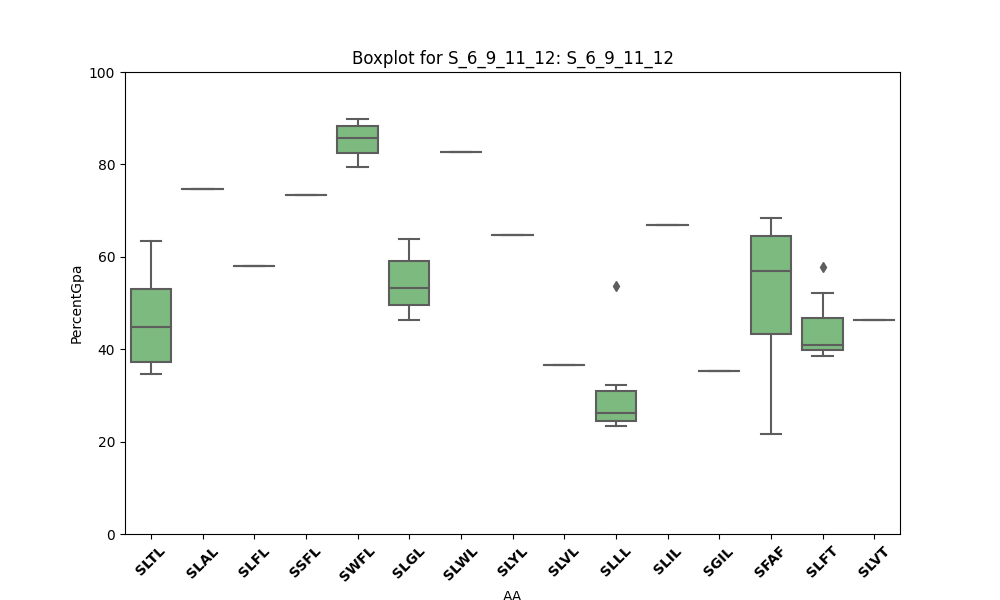 Boxplot for S_6_9_11_12: S_6_9_11_12
100
80
60
40
20
0
PercentGpa
SLTL SLAL SLFL SSFL SWFL SLGL SLWL SLYL SLVL SLLL SLIL SGIL SFAF SLFT SLVT
AA